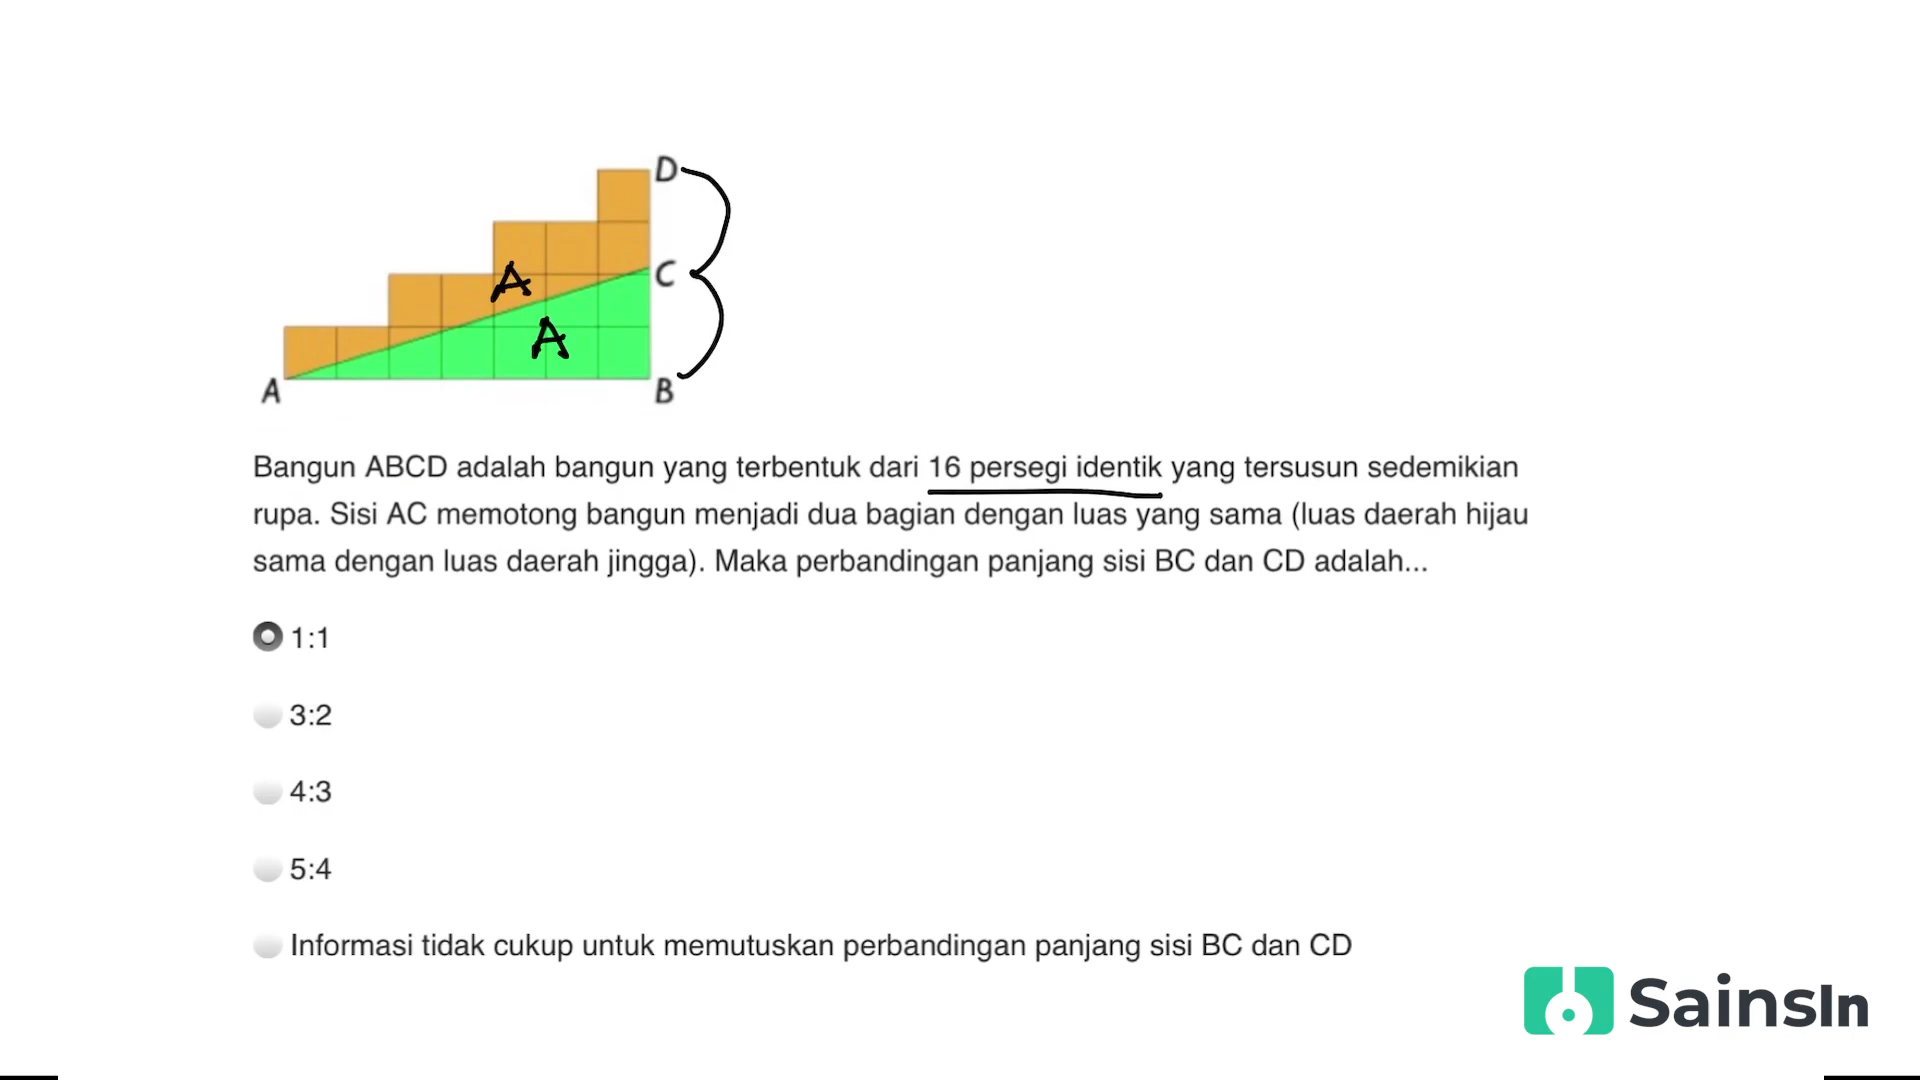 D
C
A
A
A
B
Bangun ABCD adalah bangun yang terbentuk dari 16 persegi identik yang tersusun sedemikian
rupa. Sisi AC memotong bangun menjadi dua bagian dengan luas yang sama (luas daerah hijau
sama dengan luas daerah jingga). Maka perbandingan panjang sisi BC dan CD adalah...
1:1
3:2
4:3
5:4
Informasi tidak cukup untuk memutuskan perbandingan panjang sisi BC dan CD
SainsIn